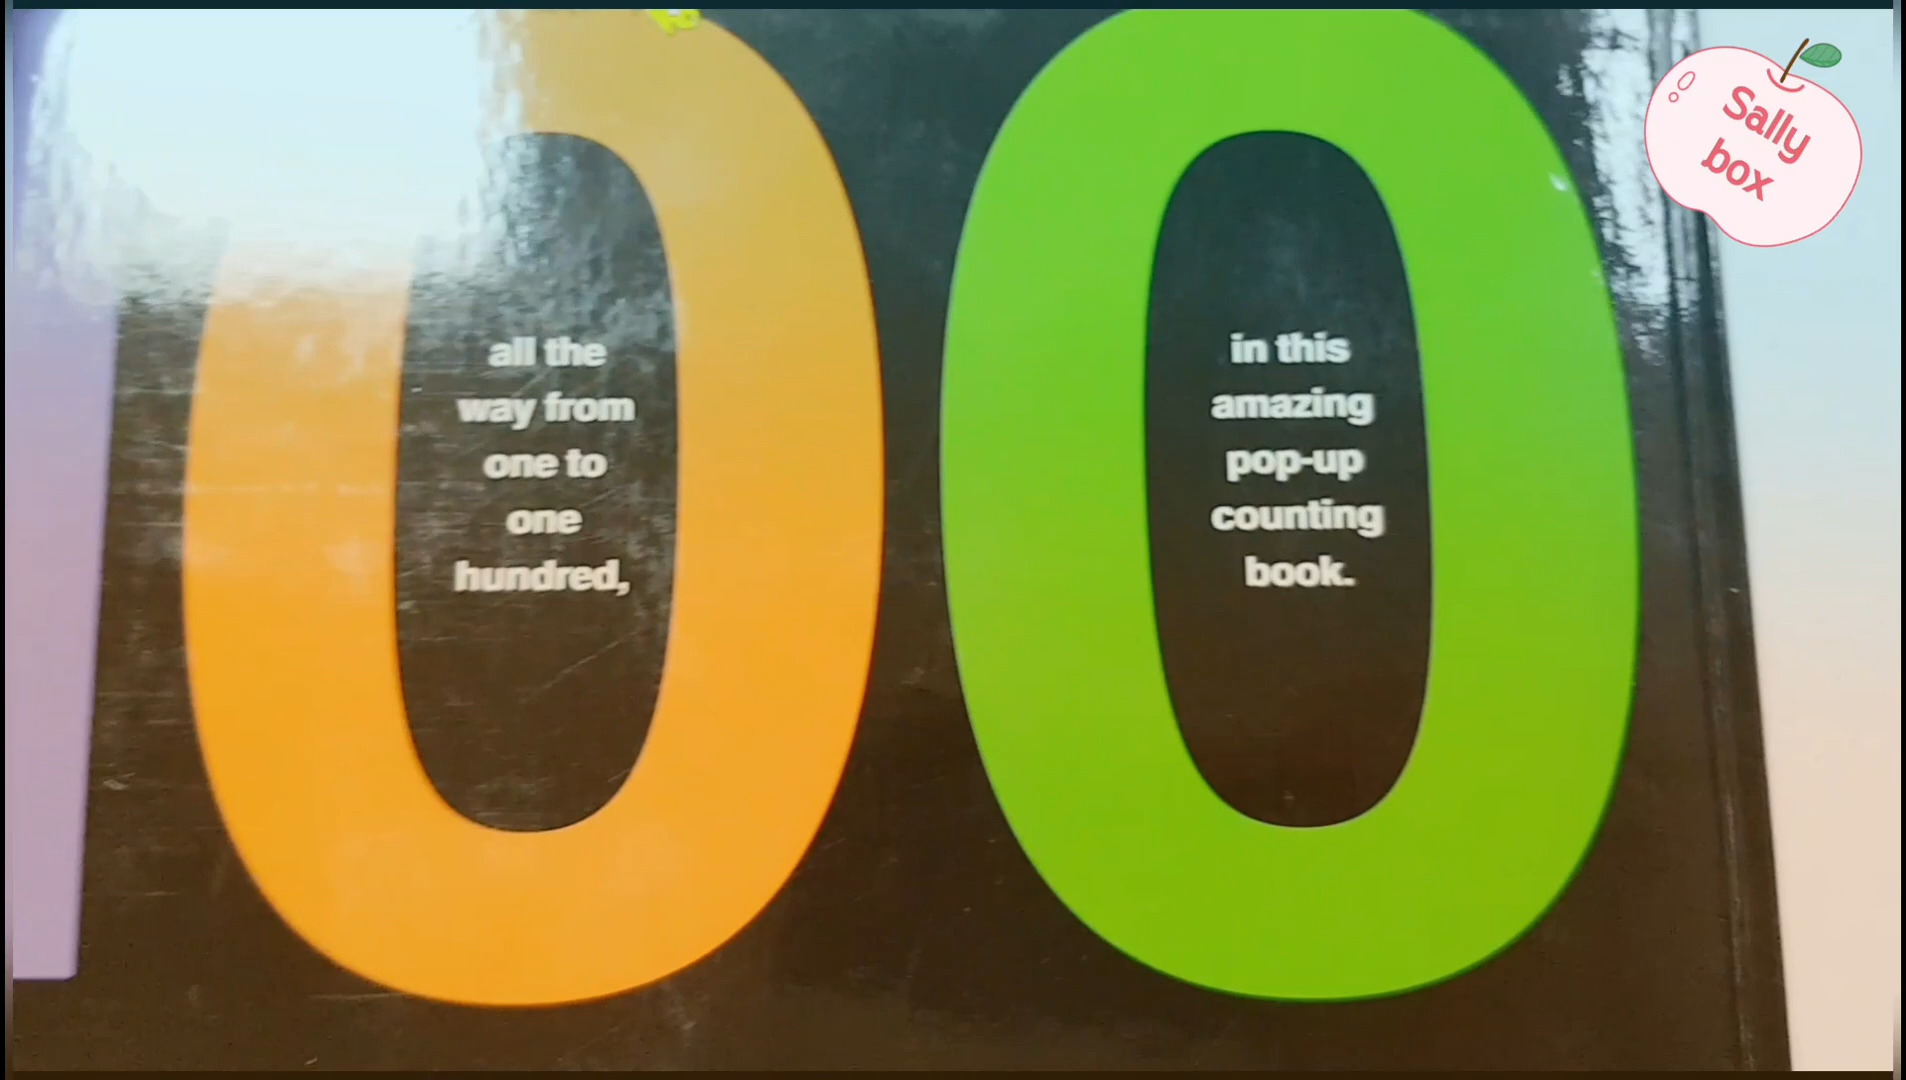 all the
way from
one to
one
hundred,
in this
amazing
pop-up
counting
book.
Sally
box